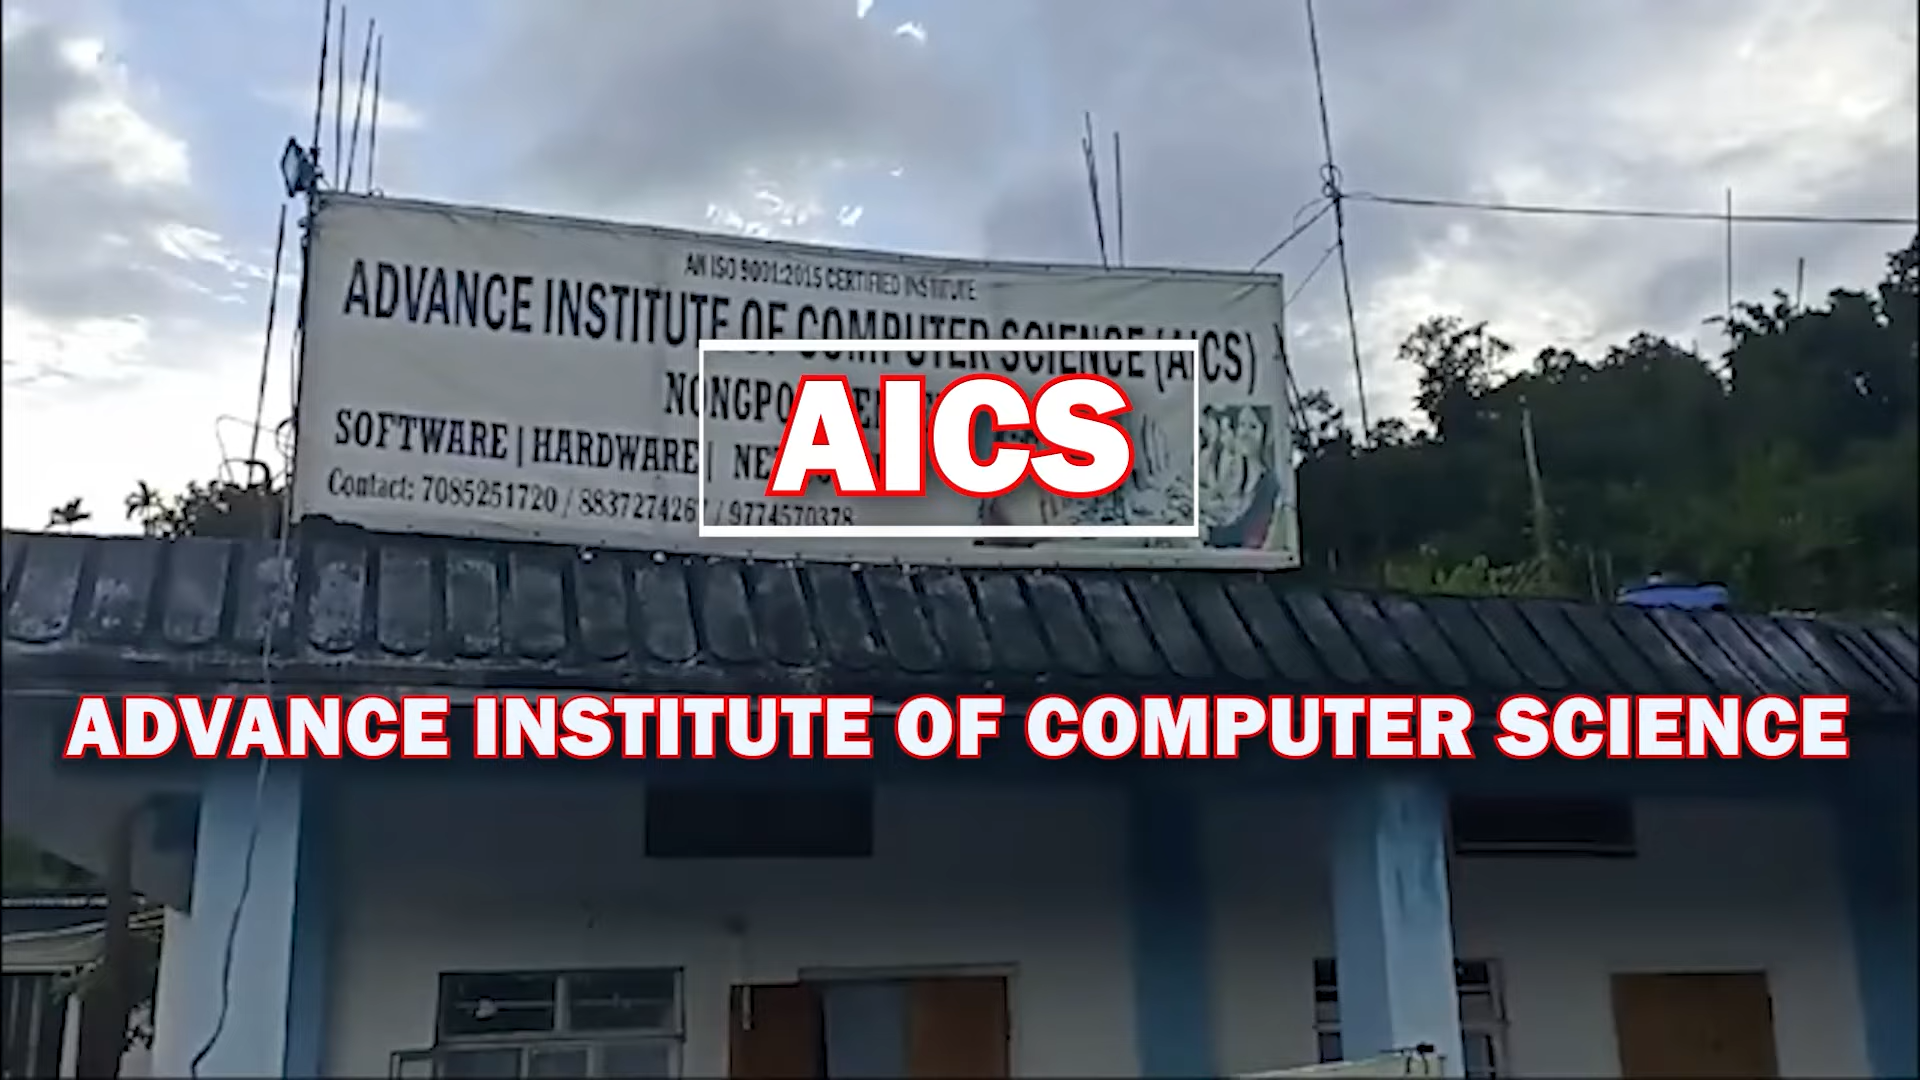 AN ISO 9001:2015 CERTIFIED INSTITUTE
ADVANCE INSTITUTE OF COMPUTER SCIENCE (AICS)
SOFTWARE | HARDWARE |
Contact: 7085251720 / 8837274267 / 9774570378
AICS
ADVANCE INSTITUTE OF COMPUTER SCIENCE